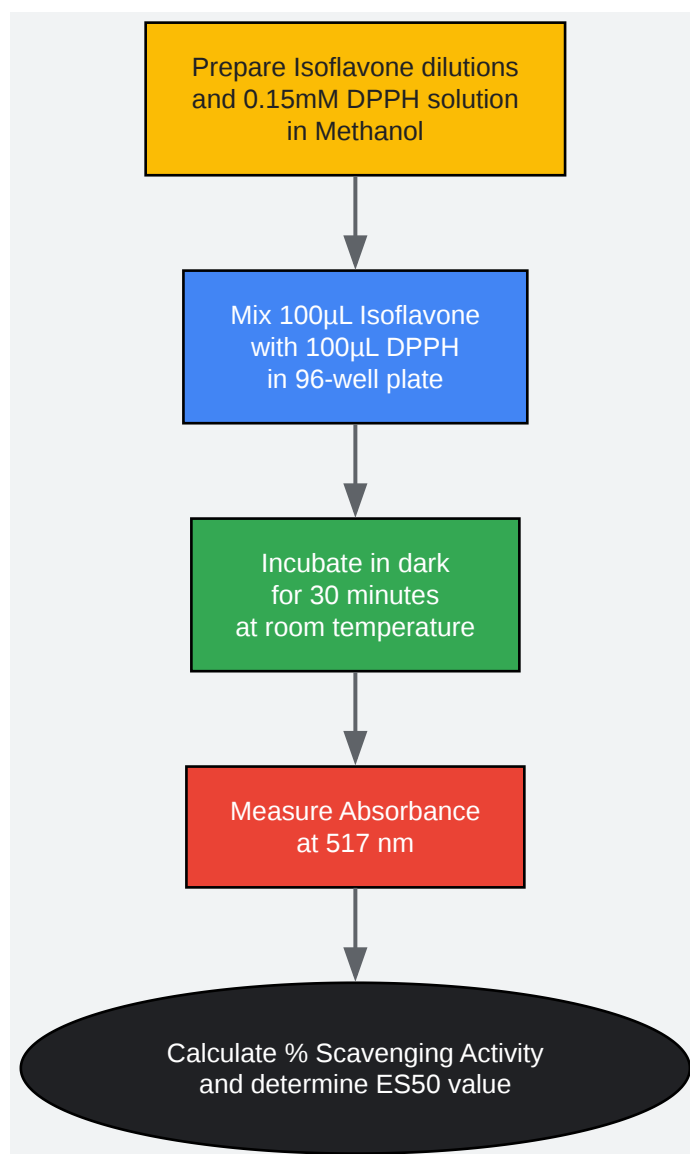 Prepare Isoflavone dilutions
and 0.15mM DPPH solution
in Methanol
Mix 100µL Isoflavone
with 100µL DPPH
in 96-well plate
Incubate in dark
for 30 minutes
at room temperature
Measure Absorbance
at 517 nm
Calculate % Scavenging Activity
and determine ES50 value